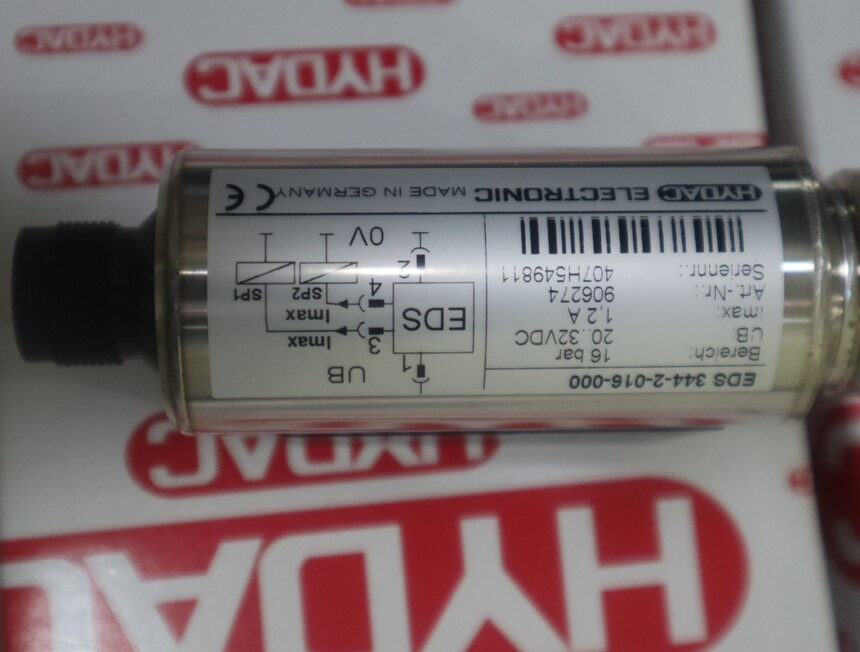 EDS 344-2-016-000
Bereich: 16 bar
UB: 20..32VDC
imax: 1,2 A
Art.-Nr.: 906274
Seriennr.: 407H549811
1 UB
3 Imax
EDS
4 Imax
SP2 SP1
2 0V
HYDAC ELECTRONIC MADE IN GERMANY CE
HYDAC
HYDAC
HYDAC
HYDAC
HYDAC
HYDAC
HYDAC
HYDAC